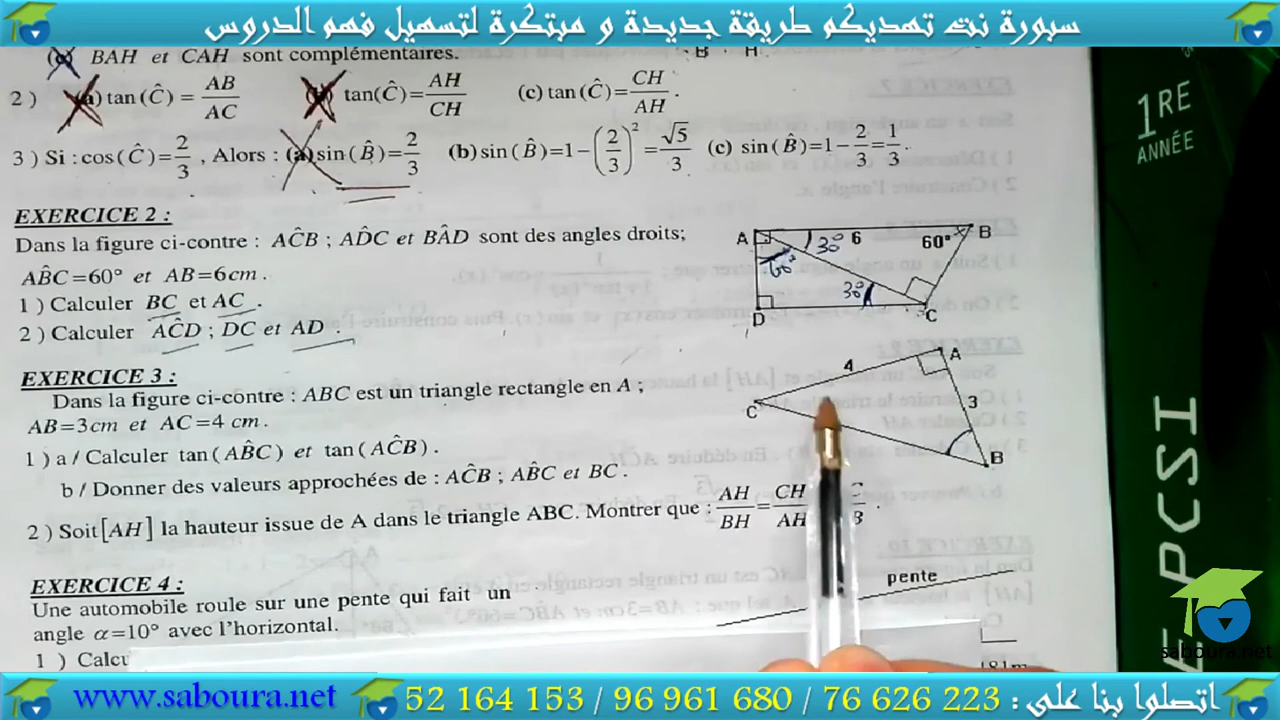 سبورة نت تهديكم طريقة جديدة و مبتكرة لتسهيل فهم الدروس
(c) BAH et CAH sont complémentaires.
B H
2 ) (a) tan(Ĉ) = AB/AC (b) tan(Ĉ)=AH/CH (c) tan(Ĉ)=CH/AH .
3 ) Si : cos(Ĉ)=2/3 , Alors : (a) sin(B̂)=2/3 (b) sin(B̂)=1−(2/3)²=√5/3 (c) sin(B̂)=1−2/3=1/3.
EXERCICE 2 :
Dans la figure ci-contre : AĈB ; AD̂C et BÂD sont des angles droits;
AB̂C=60° et AB=6cm .
1 ) Calculer BC et AC .
2 ) Calculer AĈD ; DC et AD .
A 30° 6 60° B
60° 30°
D C
EXERCICE 3 :
Dans la figure ci-contre : ABC est un triangle rectangle en A ;
AB=3cm et AC=4 cm .
1 ) a / Calculer tan(AB̂C) et tan(AĈB) .
b / Donner des valeurs approchées de : AĈB ; AB̂C et BC .
2 ) Soit [AH] la hauteur issue de A dans le triangle ABC. Montrer que : AH/BH=CH/AH
4 A
C 3
B
EXERCICE 4 :
Une automobile roule sur une pente qui fait un
angle α=10° avec l’horizontal.
1 ) Calcu
pente
181m
1RE
ANNÉE
E PCSI
saboura.net
www.saboura.net
52 164 153 / 96 961 680 / 76 626 223 : اتصلوا بنا على